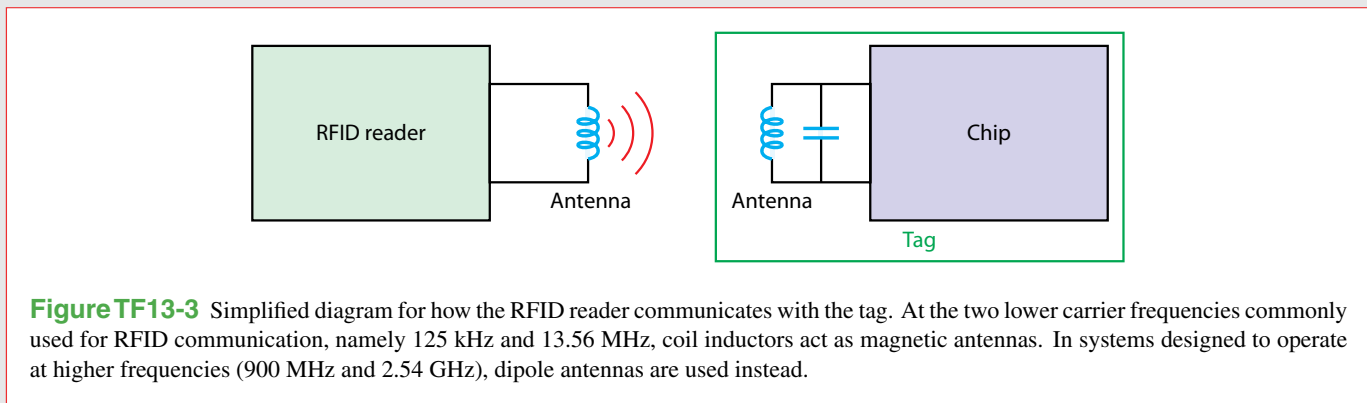 RFID reader
Antenna
Antenna
Chip
Tag
Figure TF13-3 Simplified diagram for how the RFID reader communicates with the tag. At the two lower carrier frequencies commonly
used for RFID communication, namely 125 kHz and 13.56 MHz, coil inductors act as magnetic antennas. In systems designed to operate
at higher frequencies (900 MHz and 2.54 GHz), dipole antennas are used instead.